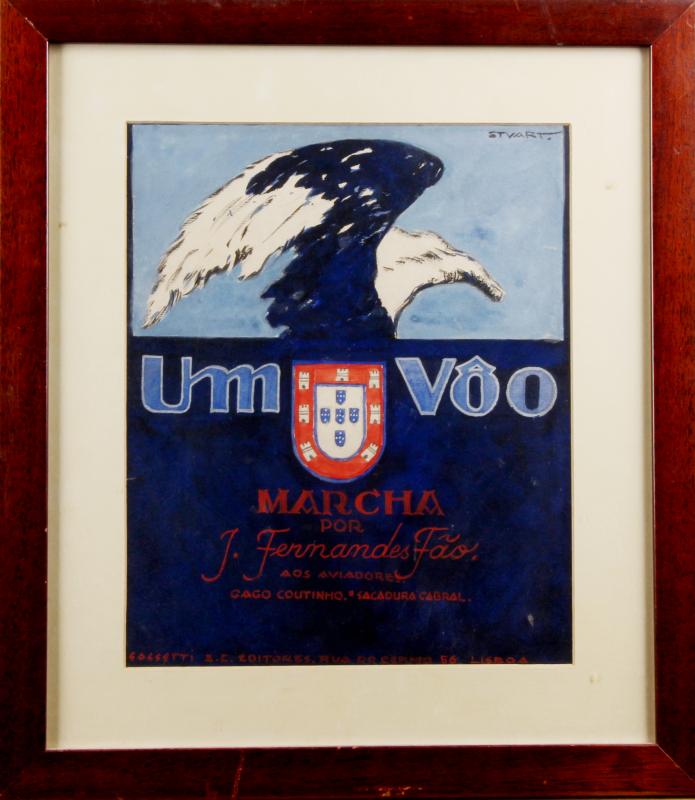 STVART.
Um Vôo
MARCHA
POR
J. Fernandes Fão.
AOS AVIADORES.
GAGO COUTINHO. E SACADURA CABRAL.
SASSETTI & C. EDITORES. RUA DO CARMO 56 LISBOA